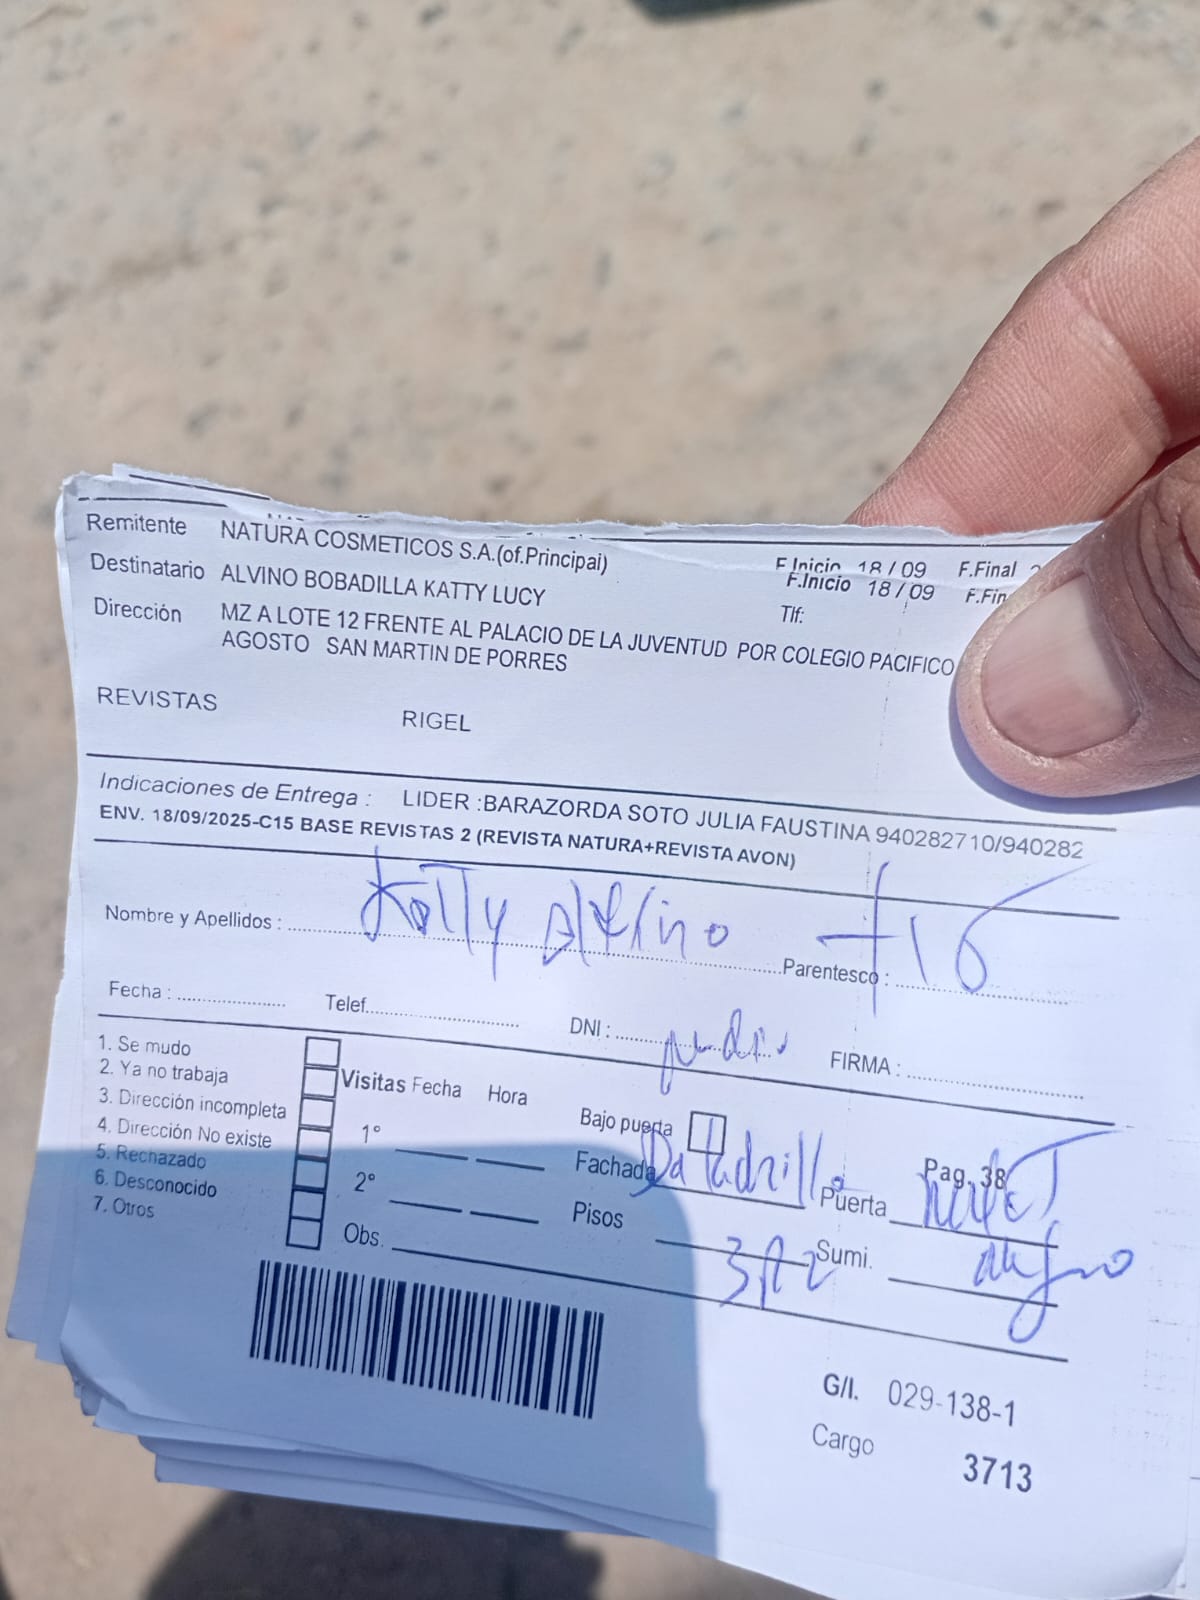 Remitente NATURA COSMETICOS S.A.(of.Principal) F.Inicio 18 / 09 F.Final
F.Inicio 18 / 09 F.Fin
Destinatario ALVINO BOBADILLA KATTY LUCY Tlf:
Dirección MZ A LOTE 12 FRENTE AL PALACIO DE LA JUVENTUD POR COLEGIO PACIFICO
AGOSTO SAN MARTIN DE PORRES
REVISTAS RIGEL
Indicaciones de Entrega : LIDER :BARAZORDA SOTO JULIA FAUSTINA 940282710/940282
ENV. 18/09/2025-C15 BASE REVISTAS 2 (REVISTA NATURA+REVISTA AVON)
Nombre y Apellidos : Katty Alvino Parentesco :
Fecha : Telef. DNI : FIRMA :
1. Se mudo
2. Ya no trabaja
3. Dirección incompleta
4. Dirección No existe
5. Rechazado
6. Desconocido
7. Otros
Visitas Fecha Hora
1°
2°
Obs.
Bajo puerta
Fachada Ladrillo Puerta
Pag. 38
Pisos Sumi.
G/I. 029-138-1
Cargo 3713